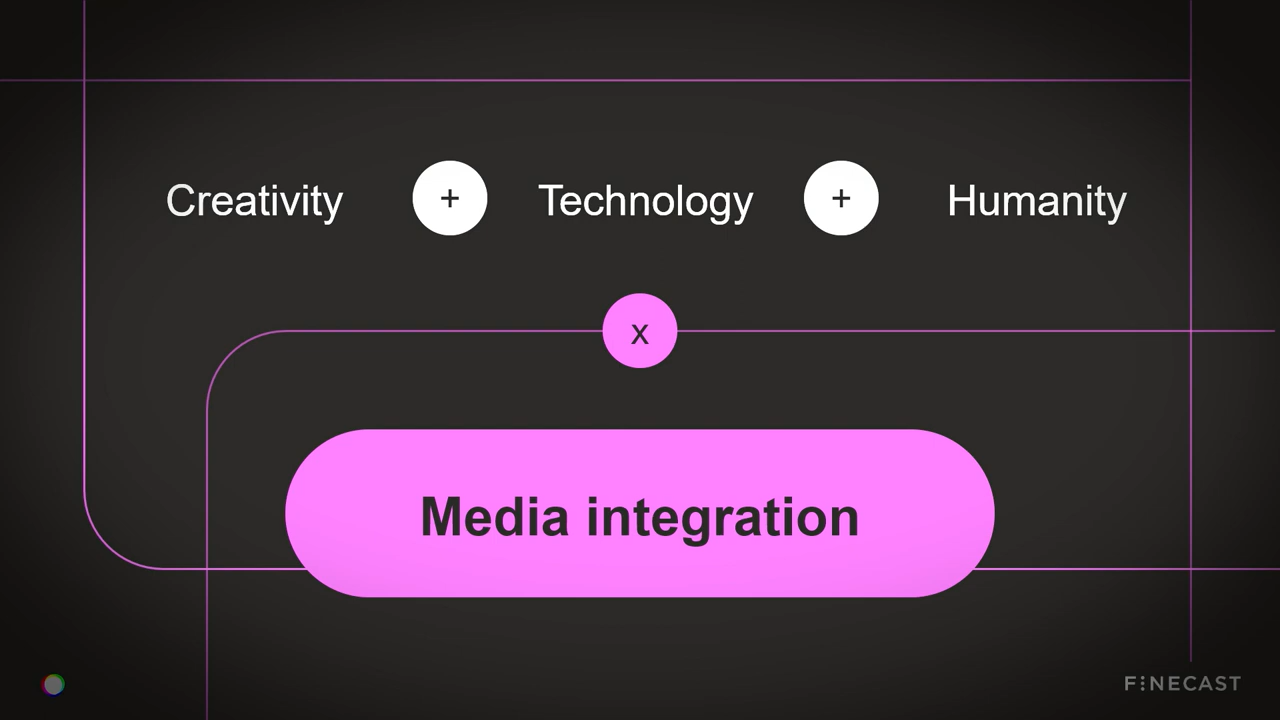 Creativity + Technology + Humanity
x
Media integration
FINECAST